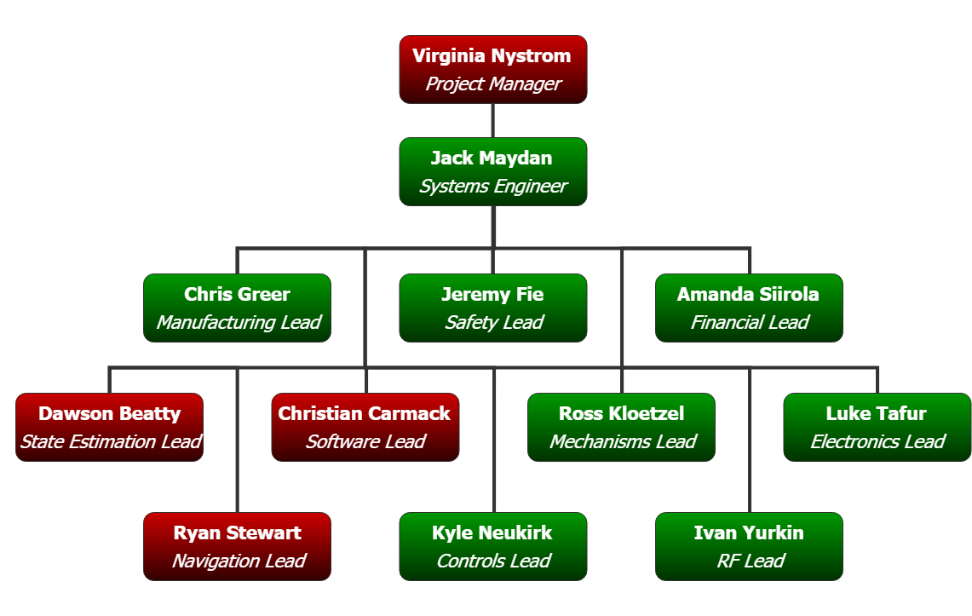 Virginia Nystrom
Project Manager
Jack Maydan
Systems Engineer
Chris Greer
Manufacturing Lead
Jeremy Fie
Safety Lead
Amanda Siirola
Financial Lead
Dawson Beatty
State Estimation Lead
Christian Carmack
Software Lead
Ross Kloetzel
Mechanisms Lead
Luke Tafur
Electronics Lead
Ryan Stewart
Navigation Lead
Kyle Neukirk
Controls Lead
Ivan Yurkin
RF Lead